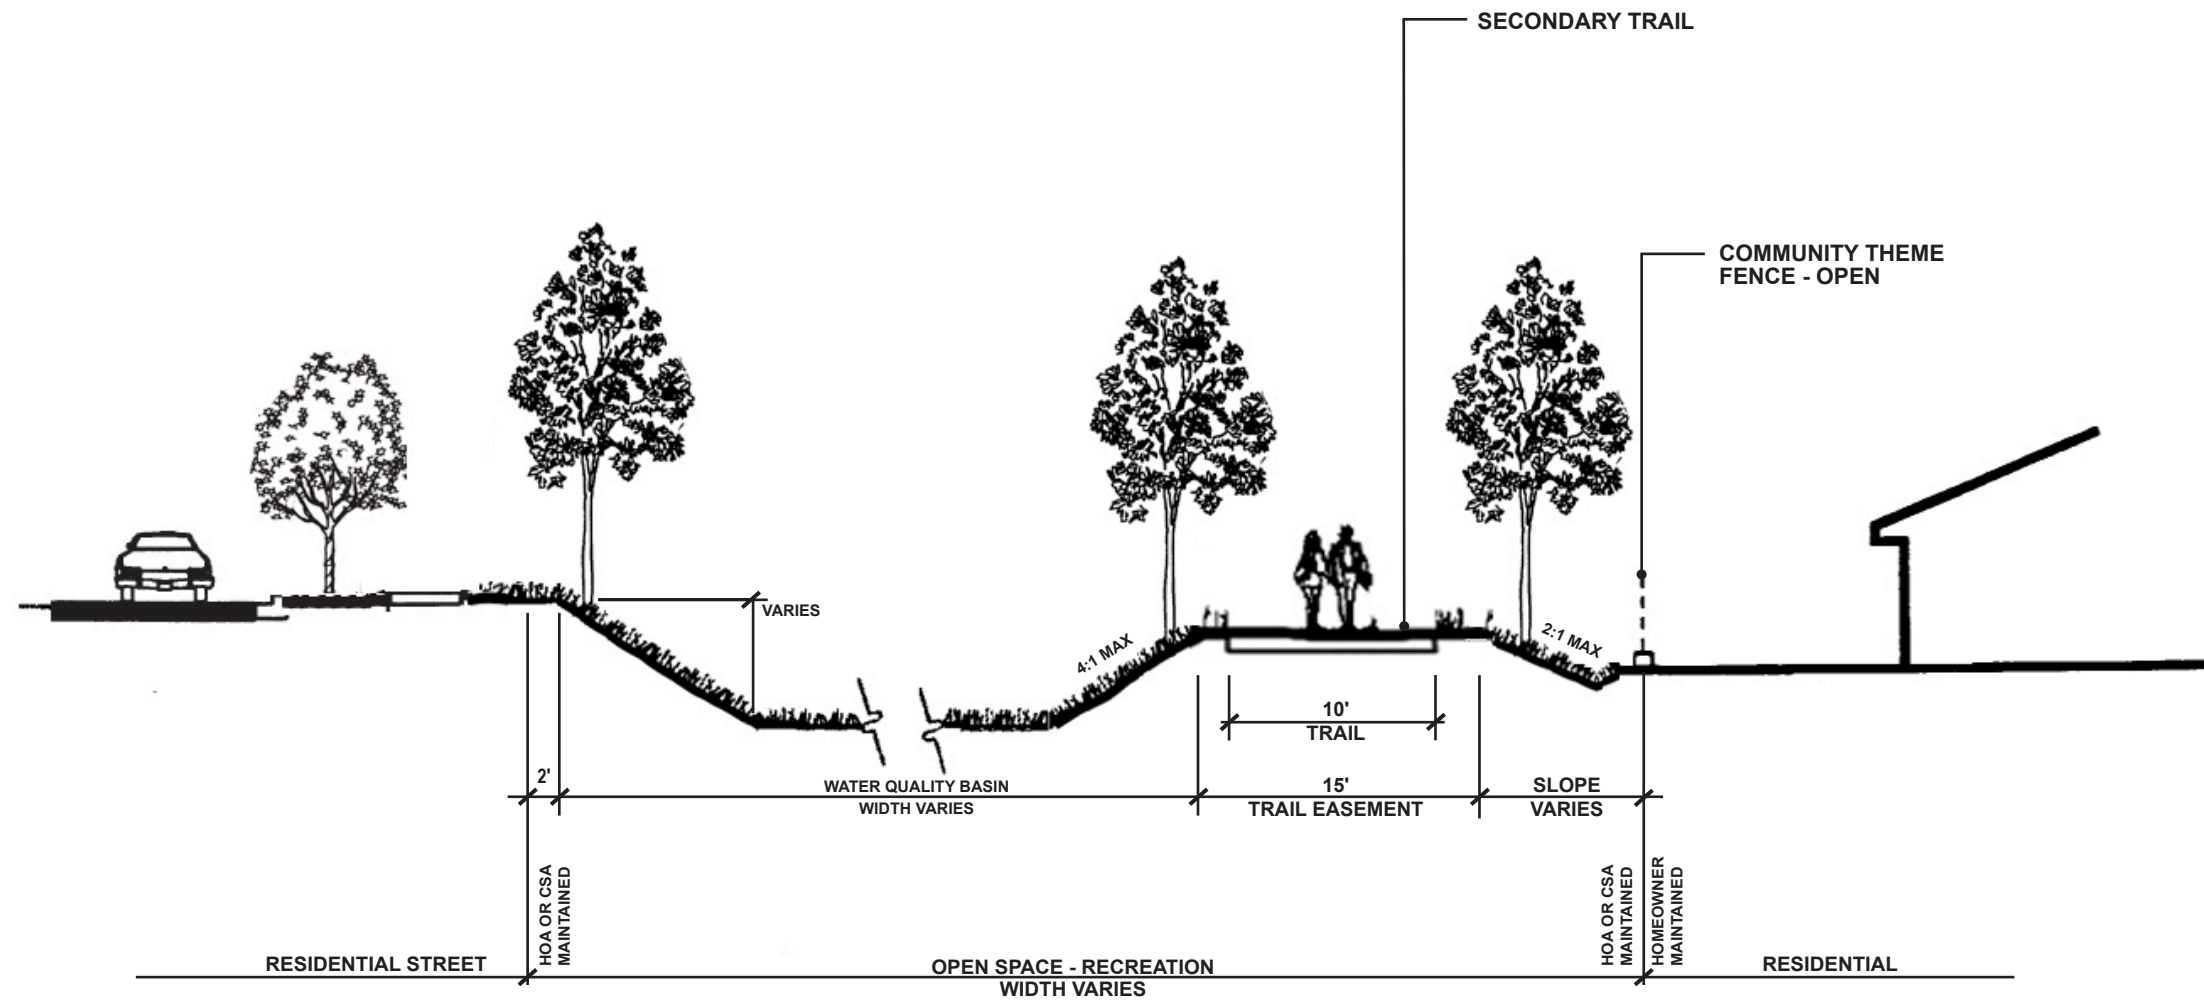 SECONDARY TRAIL
COMMUNITY THEME
FENCE - OPEN
VARIES
4:1 MAX
2:1 MAX
10'
TRAIL
2'
WATER QUALITY BASIN
WIDTH VARIES
15'
TRAIL EASEMENT
SLOPE
VARIES
HOA OR CSA
MAINTAINED
HOA OR CSA
MAINTAINED
HOMEOWNER
MAINTAINED
RESIDENTIAL STREET
OPEN SPACE - RECREATION
WIDTH VARIES
RESIDENTIAL